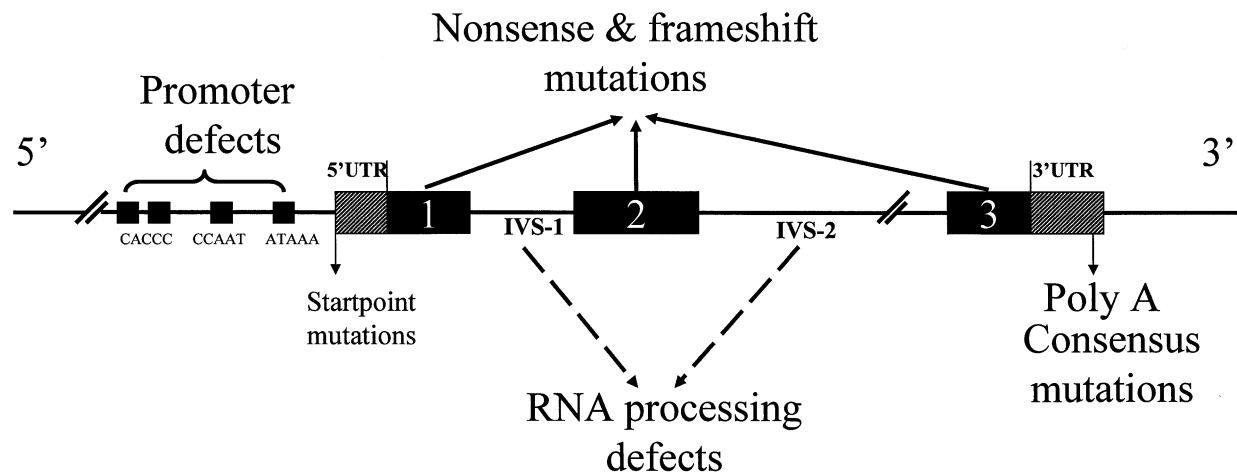 Nonsense & frameshift
mutations
Promoter
defects
5’
3’
5’UTR
3’UTR
1
2
3
IVS-1
IVS-2
CACCC CCAAT ATAAA
Startpoint
mutations
Poly A
Consensus
mutations
RNA processing
defects